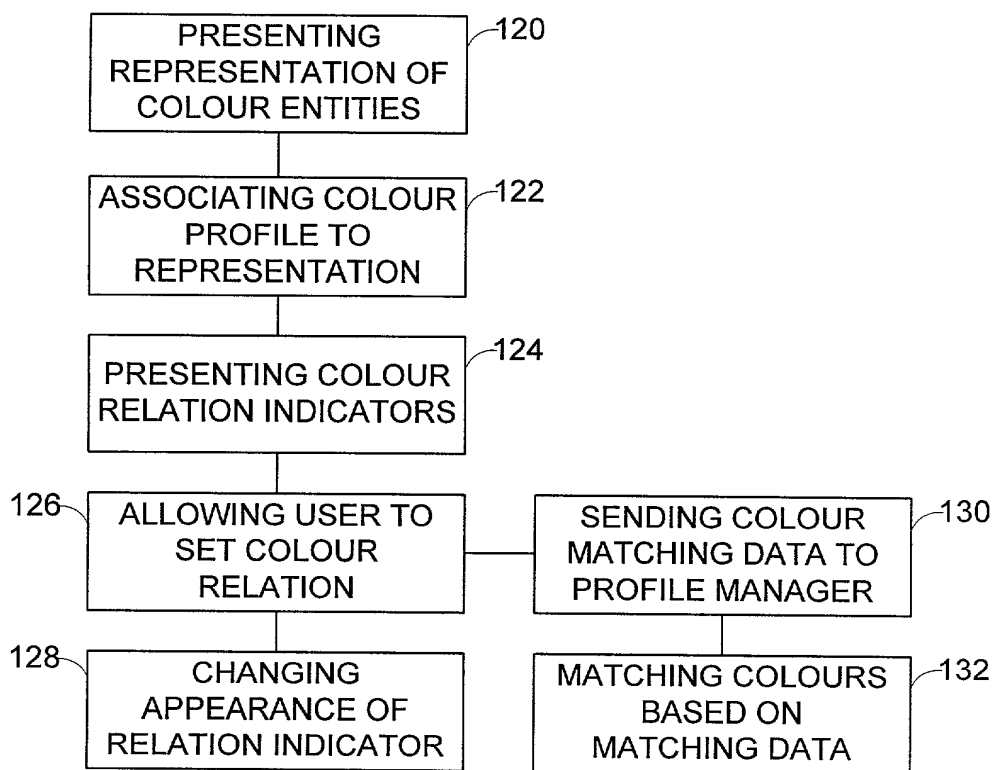 PRESENTING
REPRESENTATION OF
COLOUR ENTITIES
120
ASSOCIATING COLOUR
PROFILE TO
REPRESENTATION
122
PRESENTING COLOUR
RELATION INDICATORS
124
126
ALLOWING USER TO
SET COLOUR
RELATION
SENDING COLOUR
MATCHING DATA TO
PROFILE MANAGER
130
128
CHANGING
APPEARANCE OF
RELATION INDICATOR
MATCHING COLOURS
BASED ON
MATCHING DATA
132